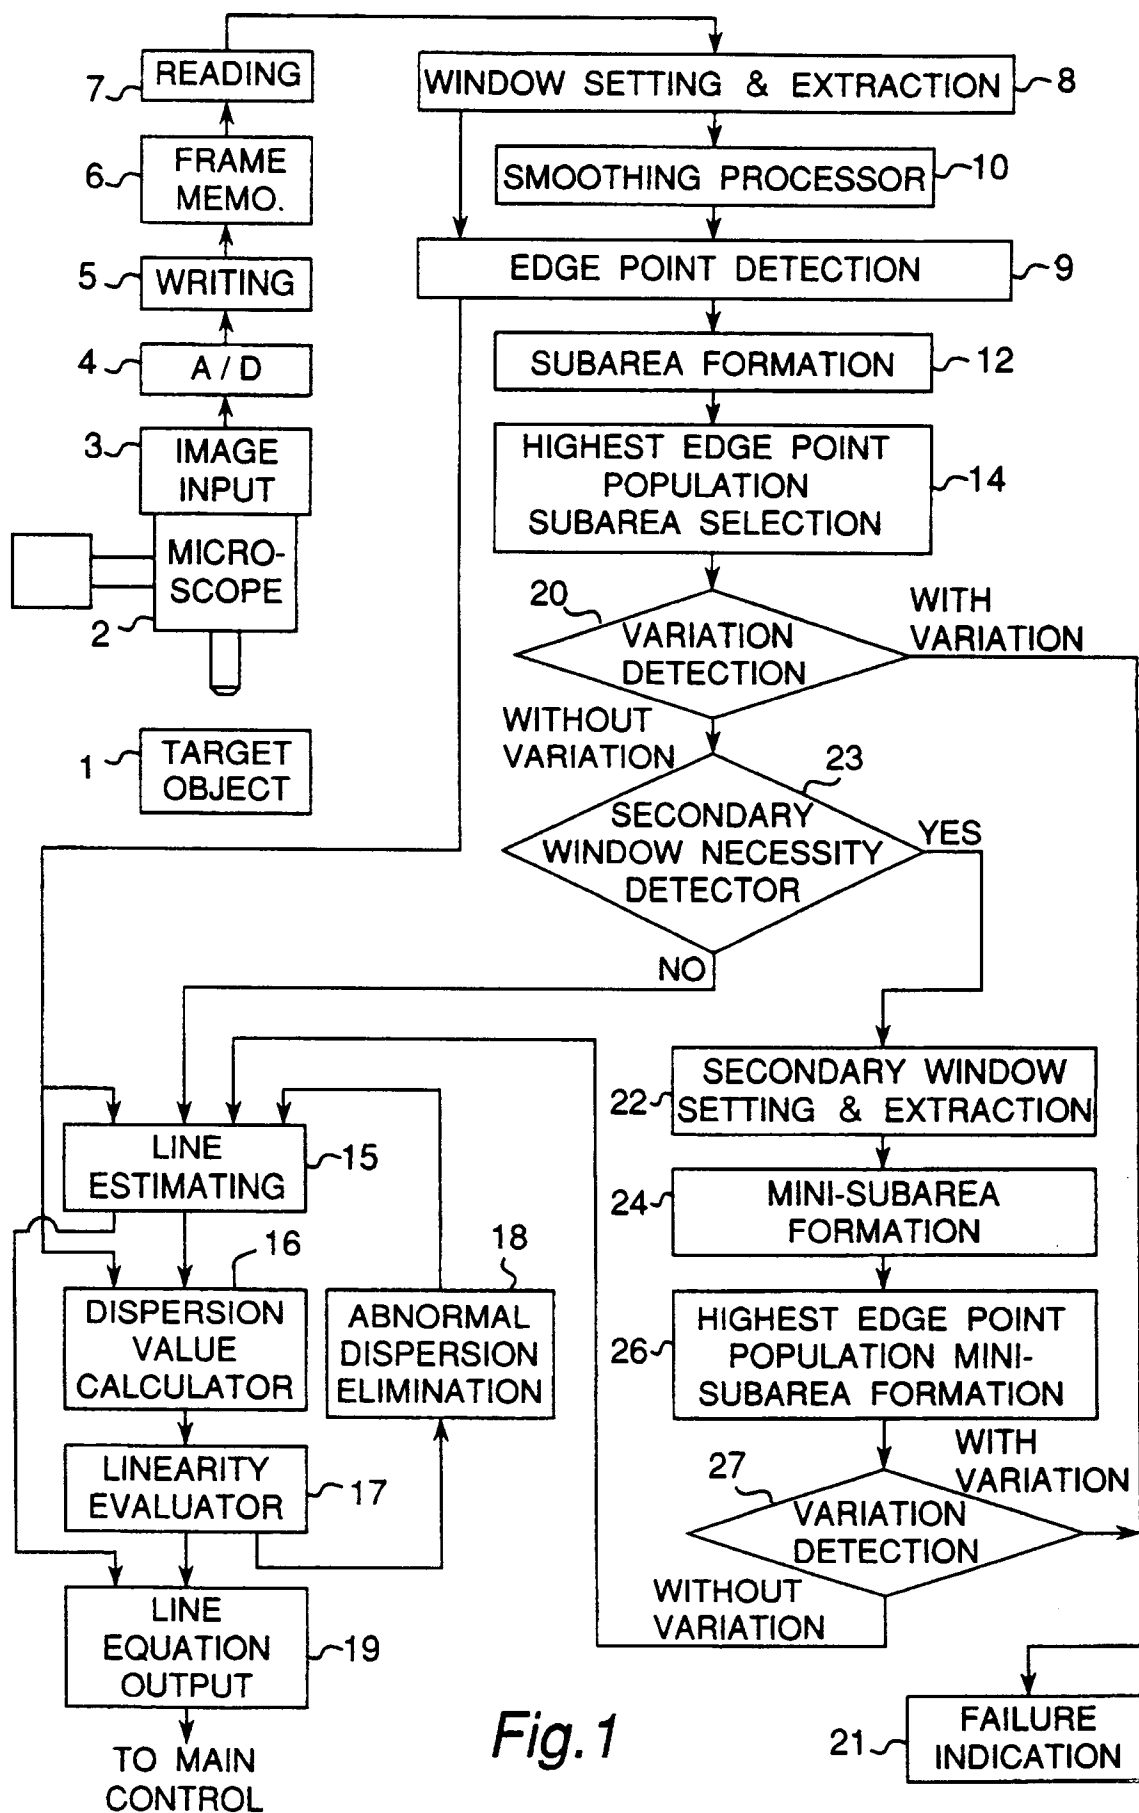 7
READING
WINDOW SETTING & EXTRACTION
8
6
FRAME
MEMO.
SMOOTHING PROCESSOR
10
5
WRITING
EDGE POINT DETECTION
9
4
A / D
SUBAREA FORMATION
12
3
IMAGE
INPUT
HIGHEST EDGE POINT
POPULATION
SUBAREA SELECTION
14
MICRO-
SCOPE
2
20
VARIATION
DETECTION
WITH
VARIATION
WITHOUT
VARIATION
1
TARGET
OBJECT
23
SECONDARY
WINDOW NECESSITY
DETECTOR
YES
NO
22
SECONDARY WINDOW
SETTING & EXTRACTION
LINE
ESTIMATING
15
24
MINI-SUBAREA
FORMATION
16
18
DISPERSION
VALUE
CALCULATOR
ABNORMAL
DISPERSION
ELIMINATION
26
HIGHEST EDGE POINT
POPULATION MINI-
SUBAREA FORMATION
LINEARITY
EVALUATOR
17
27
WITH
VARIATION
VARIATION
DETECTION
WITHOUT
VARIATION
LINE
EQUATION
OUTPUT
19
TO MAIN
CONTROL
Fig.1
21
FAILURE
INDICATION